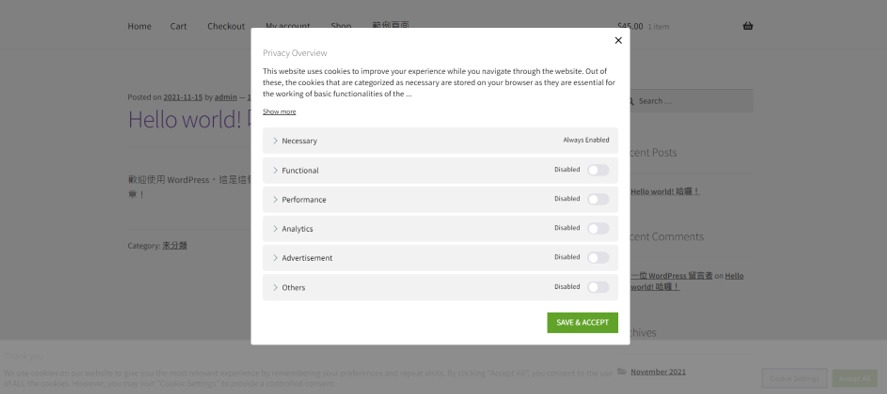 Home Cart Checkout My account Shop 範例頁面
$45.00 1 item
Privacy Overview
This website uses cookies to improve your experience while you navigate through the website. Out of
these, the cookies that are categorized as necessary are stored on your browser as they are essential for
the working of basic functionalities of the ...
Show more
Necessary Always Enabled
Functional Disabled
Performance Disabled
Analytics Disabled
Advertisement Disabled
Others Disabled
SAVE & ACCEPT
Posted on 2021-11-15 by admin —
Hello world!
歡迎使用 WordPress。這是這
章！
Category: 未分類
Search …
cent Posts
Hello world! 哈囉！
cent Comments
一位 WordPress 留言者 on Hello
world! 哈囉！
chives
November 2021
Thank you
We use cookies on our website to give you the most relevant experience by remembering your preferences and repeat visits. By clicking "Accept All", you consent to the use
of ALL the cookies. However, you may visit "Cookie Settings" to provide a controlled consent.
Cookie Settings Accept All